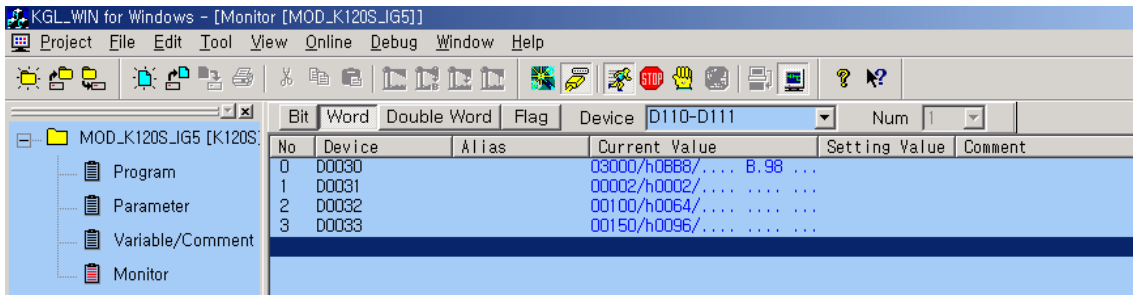 KGL_WIN for Windows - [Monitor [MOD_K120S_IG5]]
Project File Edit Tool View Online Debug Window Help
STOP
Bit Word Double Word Flag Device D110-D111 Num 1
MOD_K120S_IG5 [K120S]
Program
Parameter
Variable/Comment
Monitor
No Device Alias Current Value Setting Value Comment
0 D0030 03000/h0BB8/.... B.98 ...
1 D0031 00002/h0002/.... .... ...
2 D0032 00100/h0064/.... .... ...
3 D0033 00150/h0096/.... .... ...